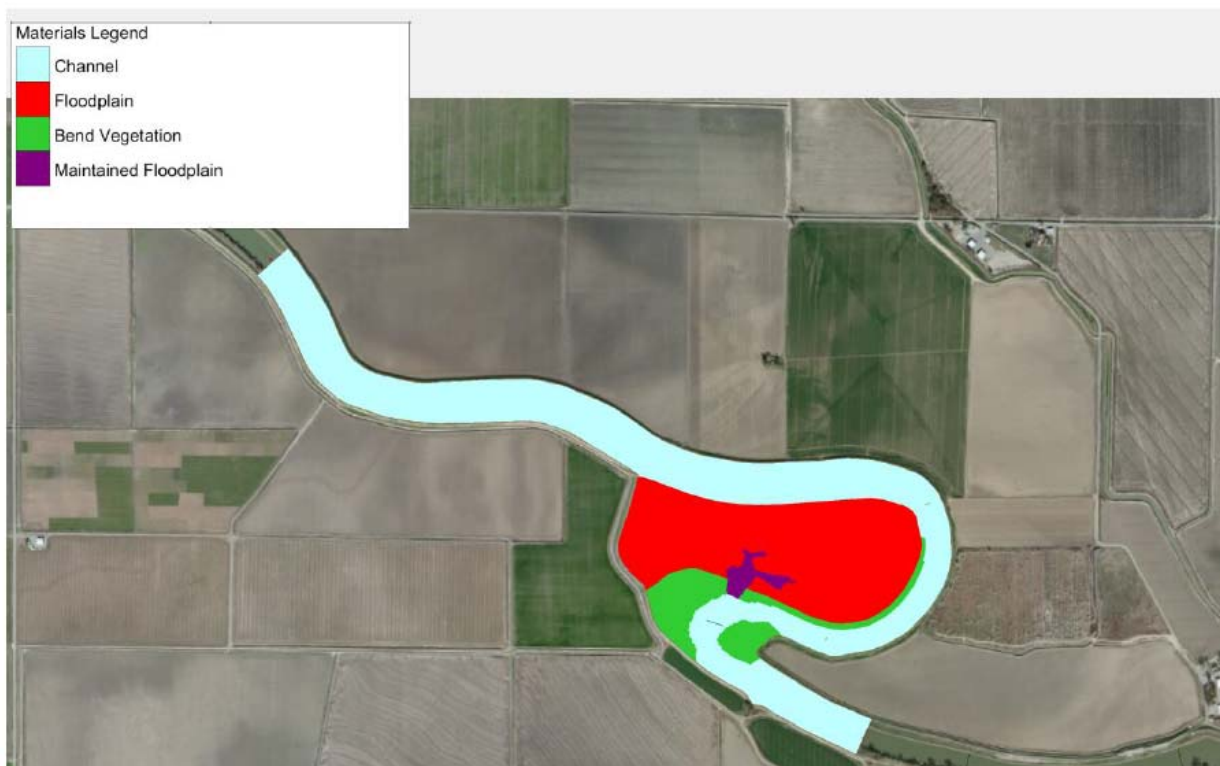 Materials Legend
Channel
Floodplain
Bend Vegetation
Maintained Floodplain